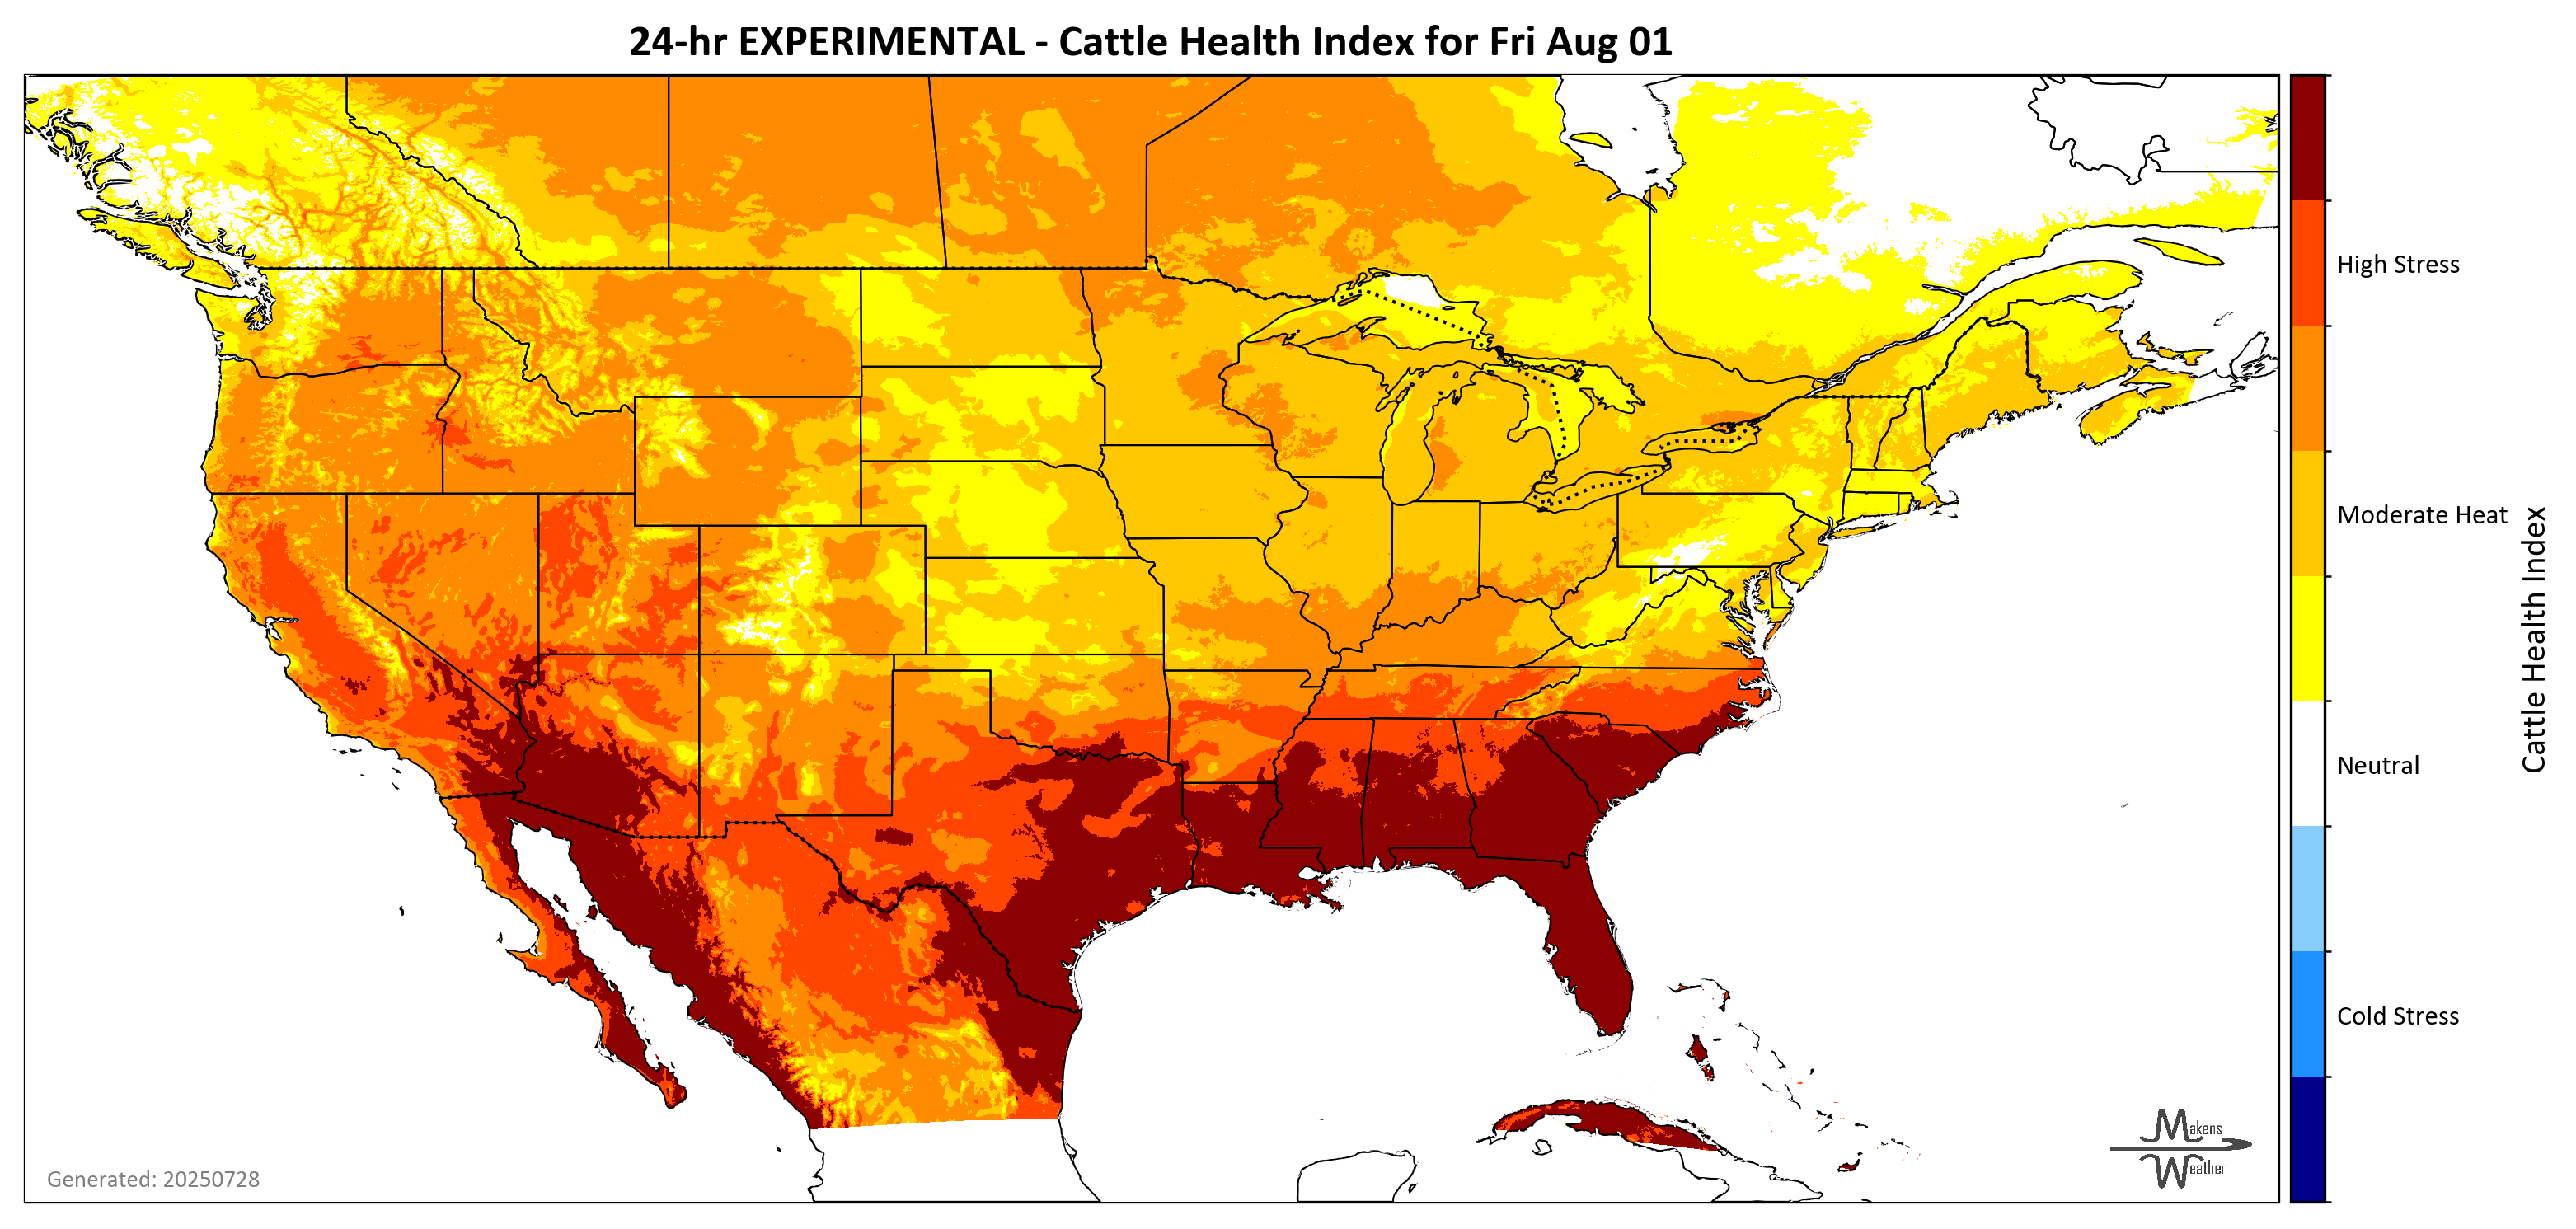 24-hr EXPERIMENTAL - Cattle Health Index for Fri Aug 01
High Stress
Moderate Heat
Neutral
Cold Stress
Cattle Health Index
Generated: 20250728
Makens
Weather